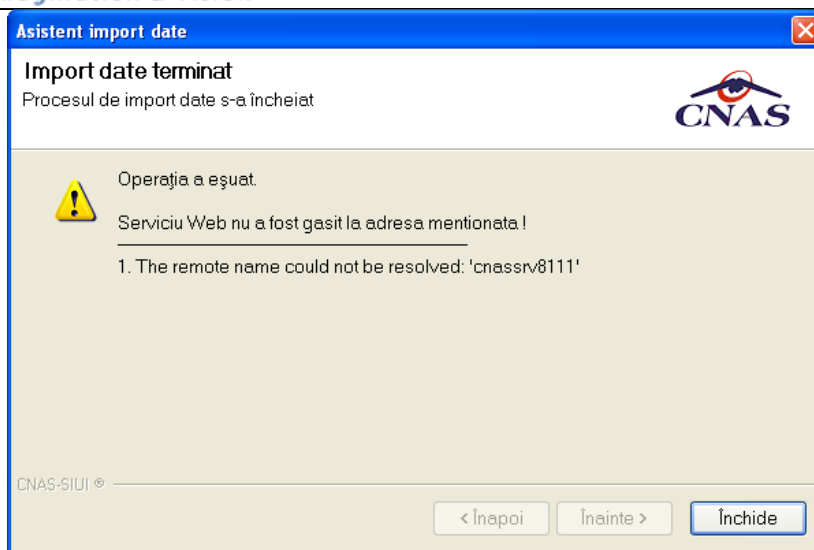 Asistent import date
Import date terminat
Procesul de import date s-a încheiat
CNAS
Operaţia a eşuat.
Serviciu Web nu a fost gasit la adresa mentionata !
1. The remote name could not be resolved: 'cnassrv8111'
CNAS-SIUI ®
< Înapoi
Înainte >
Închide